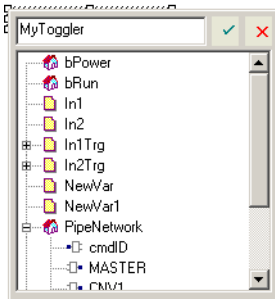 MyToggler
bPower
bRun
In1
In2
In1Trg
In2Trg
NewVar
NewVar1
PipeNetwork
cmdID
MASTER
CNV1